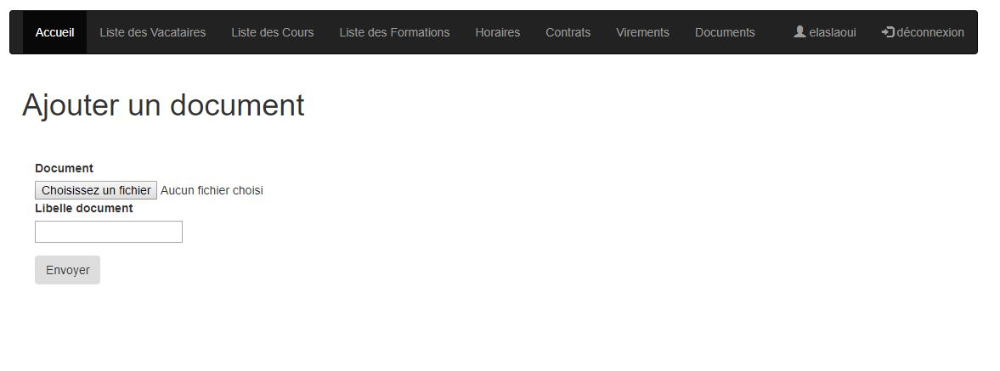 Accueil Liste des Vacataires Liste des Cours Liste des Formations Horaires Contrats Virements Documents elaslaoui déconnexion
Ajouter un document
Document
Choisissez un fichier Aucun fichier choisi
Libelle document
Envoyer